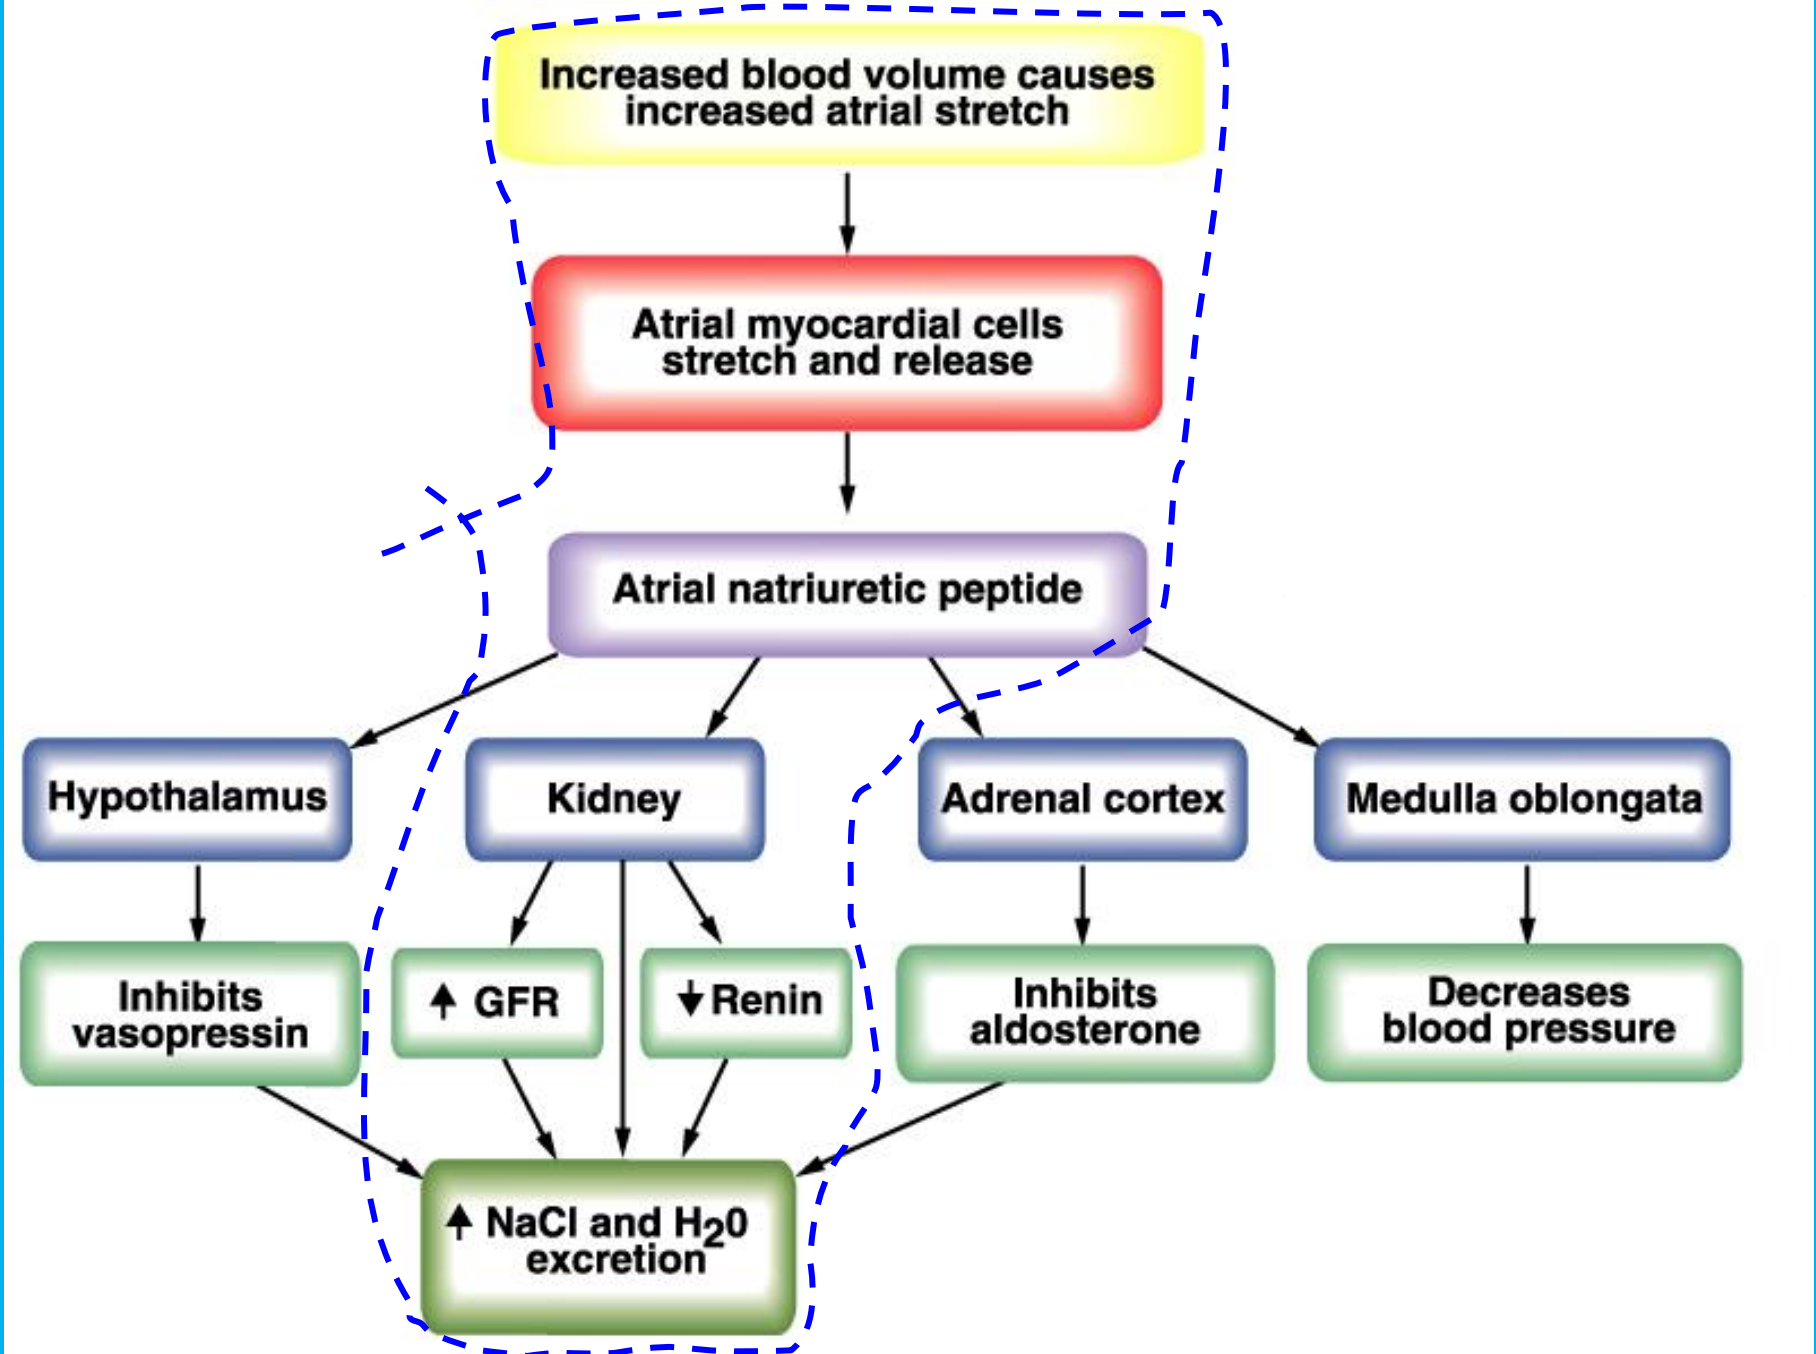 Increased blood volume causes
increased atrial stretch
Atrial myocardial cells
stretch and release
Atrial natriuretic peptide
Hypothalamus
Kidney
Adrenal cortex
Medulla oblongata
Inhibits
vasopressin
↑ GFR
↓ Renin
Inhibits
aldosterone
Decreases
blood pressure
↑ NaCl and H₂0
excretion